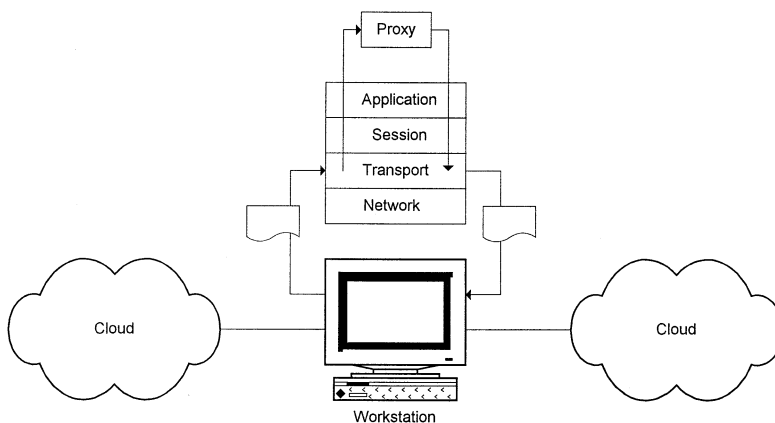 Proxy
Application
Session
Transport
Network
Cloud
Cloud
Workstation